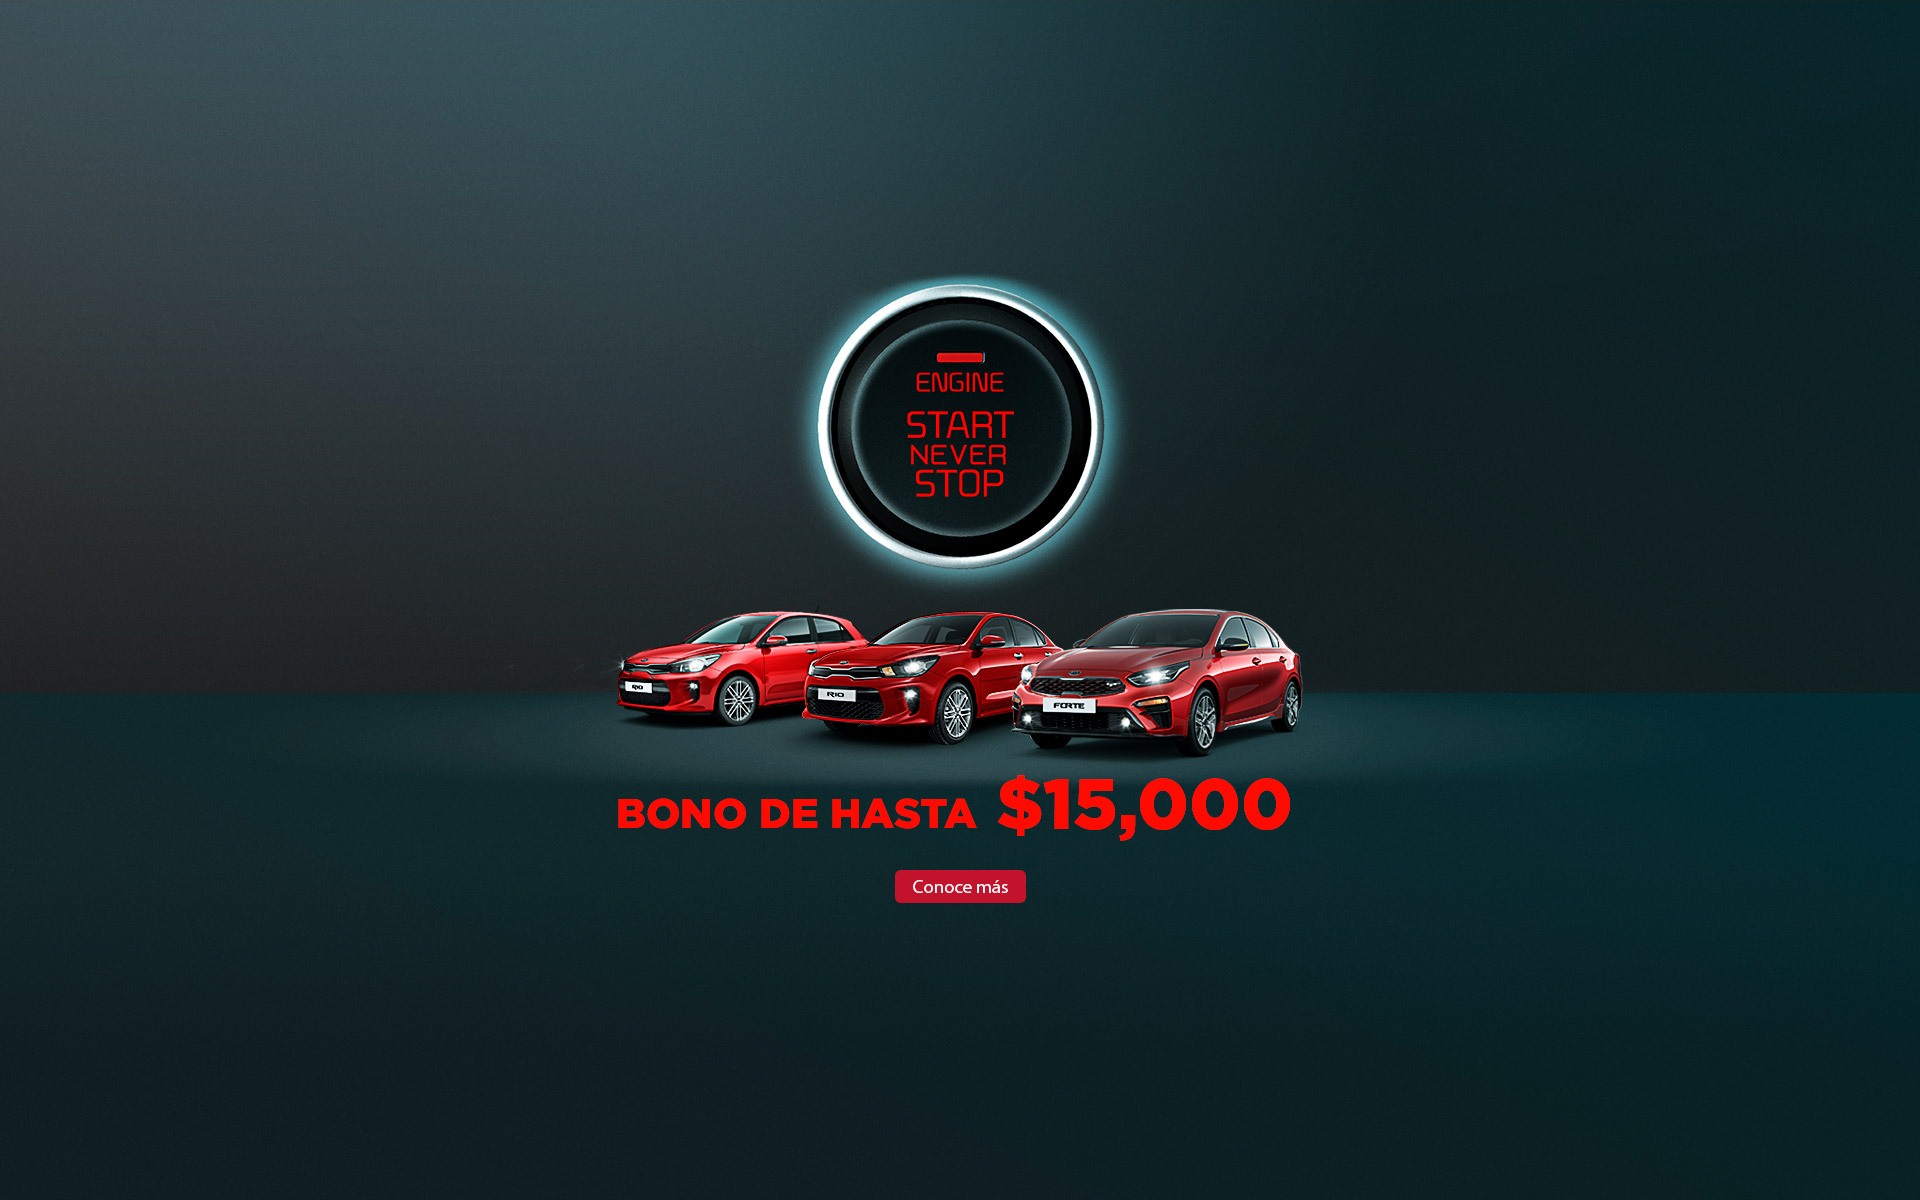 ENGINE
START
NEVER
STOP
RIO
RIO
FORTE
BONO DE HASTA $15,000
Conoce más